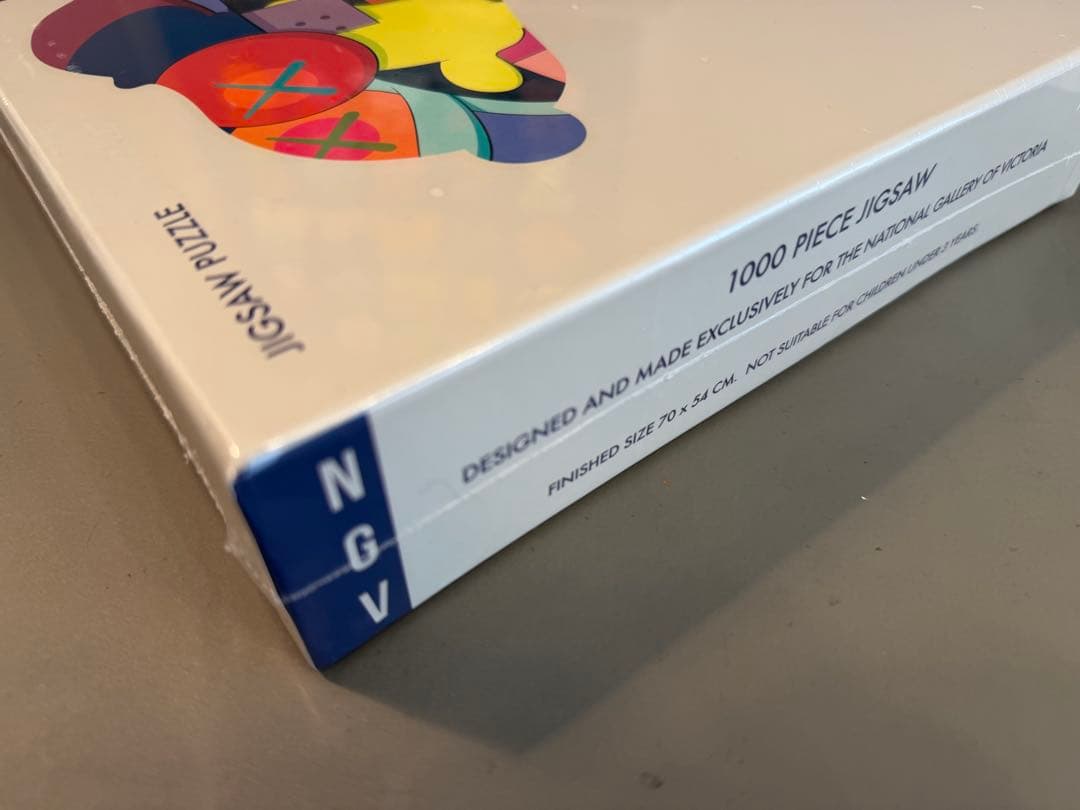 JIGSAW PUZZLE
1000 PIECE JIGSAW
DESIGNED AND MADE EXCLUSIVELY FOR THE NATIONAL GALLERY OF VICTORIA
FINISHED SIZE 70 x 54 CM. NOT SUITABLE FOR CHILDREN UNDER 3 YEARS.
N
G
V